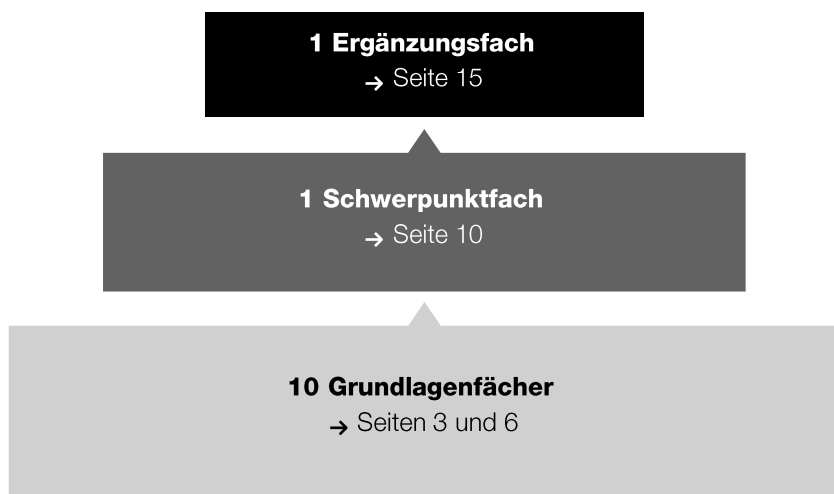 1 Ergänzungsfach
→ Seite 15
1 Schwerpunktfach
→ Seite 10
10 Grundlagenfächer
→ Seiten 3 und 6